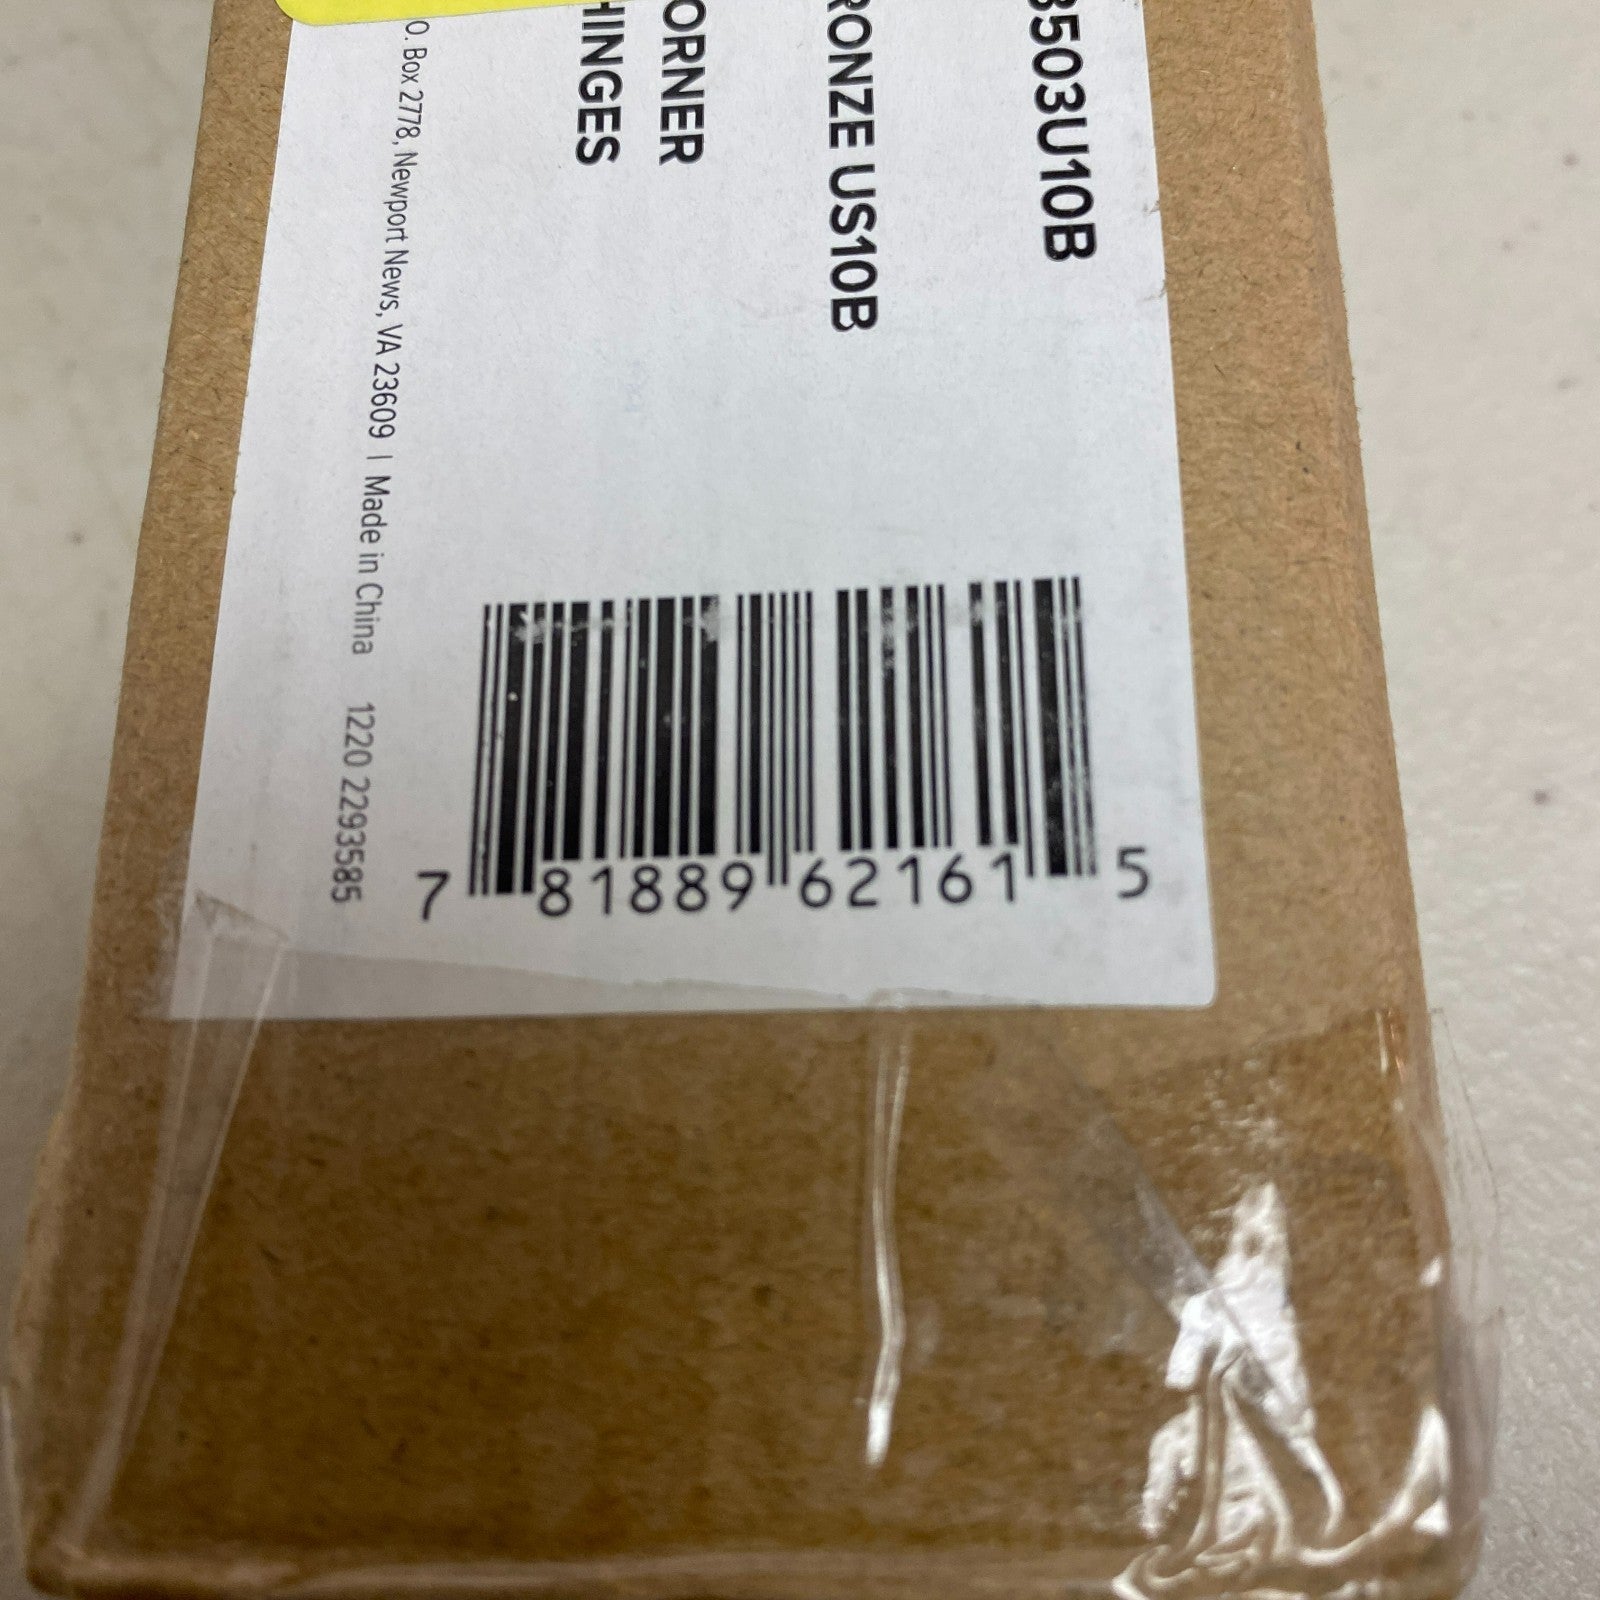 3503U10B
RONZE US10B
ORNER
HINGES
O. Box 2778, Newport News, VA 23609 | Made in China 1220 2293585
7 81889 62161 5